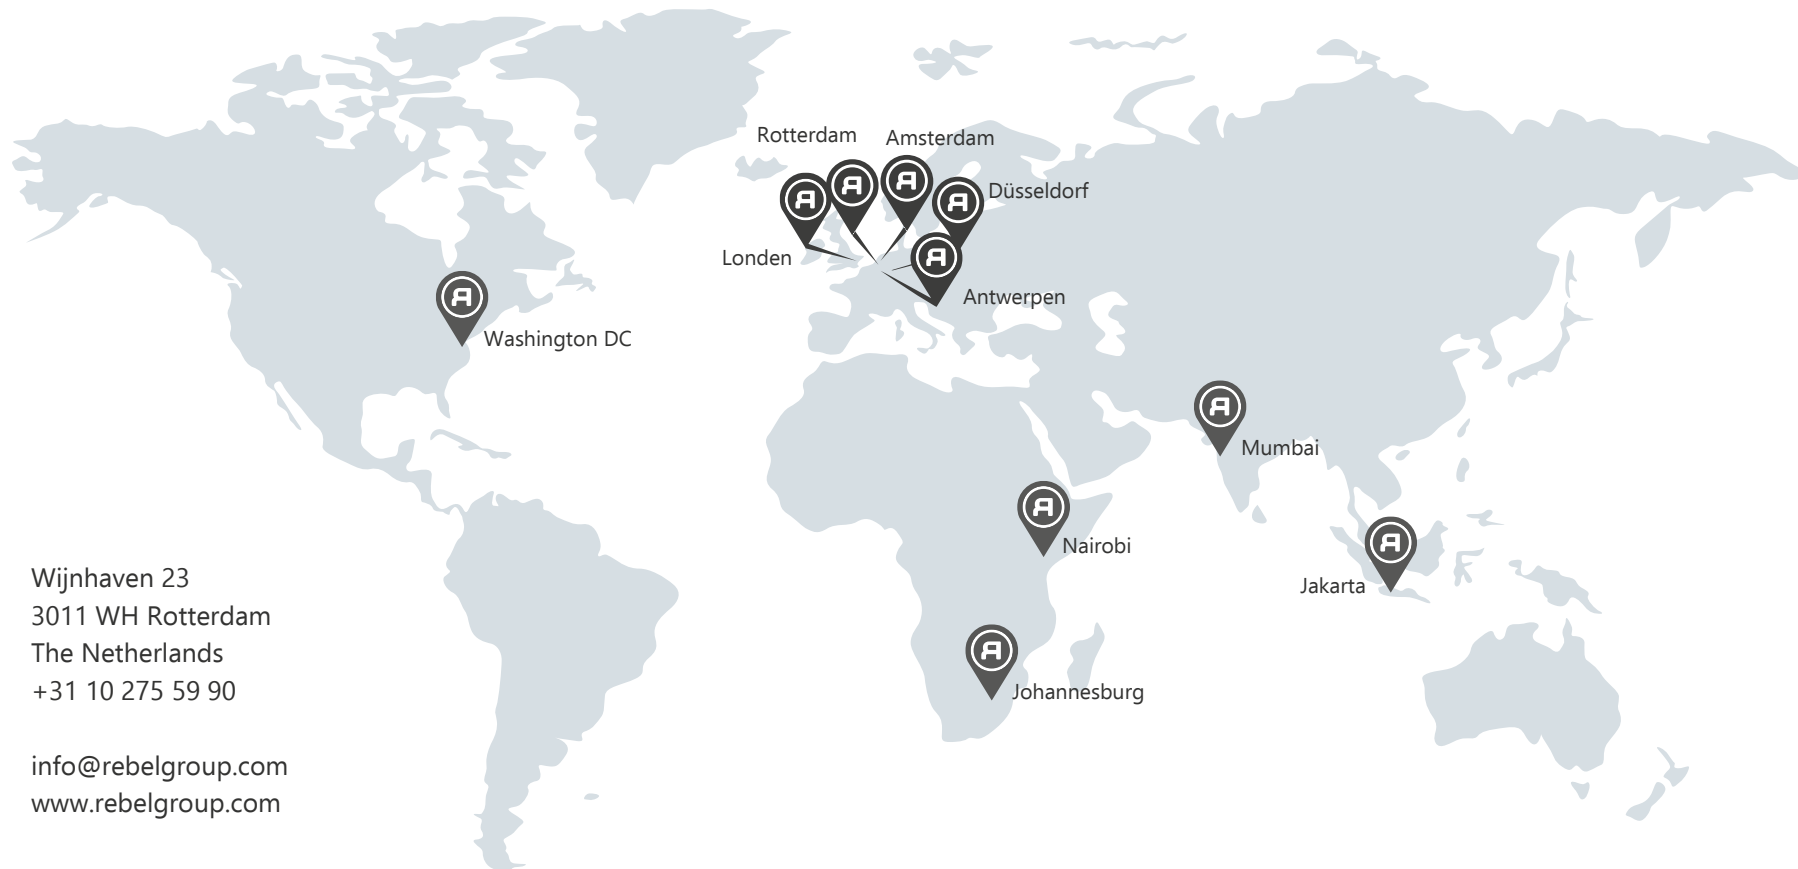 Rotterdam
Amsterdam
Düsseldorf
Londen
Antwerpen
Washington DC
Mumbai
Nairobi
Jakarta
Johannesburg
Wijnhaven 23
3011 WH Rotterdam
The Netherlands
+31 10 275 59 90
info@rebelgroup.com
www.rebelgroup.com